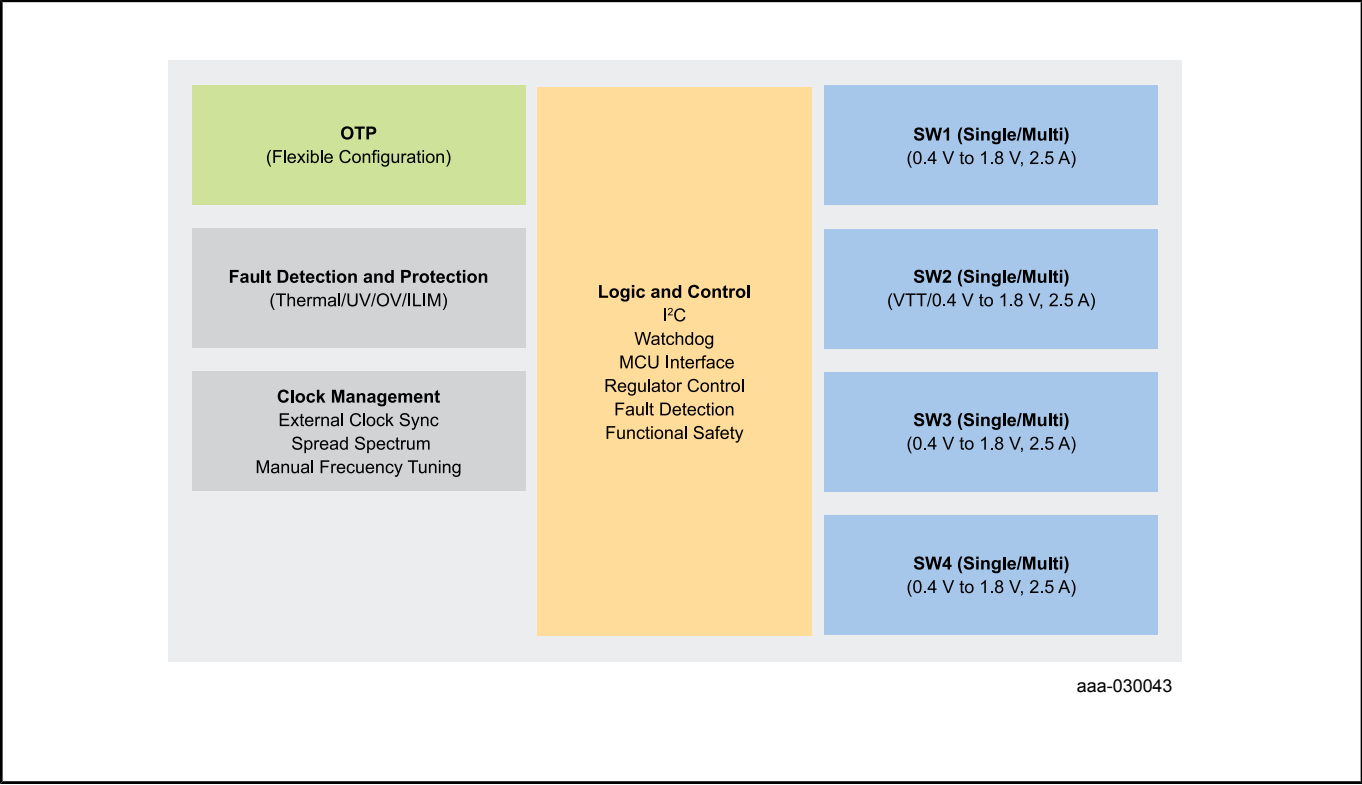 OTP
(Flexible Configuration)
Fault Detection and Protection
(Thermal/UV/OV/ILIM)
Clock Management
External Clock Sync
Spread Spectrum
Manual Frecuency Tuning
Logic and Control
I²C
Watchdog
MCU Interface
Regulator Control
Fault Detection
Functional Safety
SW1 (Single/Multi)
(0.4 V to 1.8 V, 2.5 A)
SW2 (Single/Multi)
(VTT/0.4 V to 1.8 V, 2.5 A)
SW3 (Single/Multi)
(0.4 V to 1.8 V, 2.5 A)
SW4 (Single/Multi)
(0.4 V to 1.8 V, 2.5 A)
aaa-030043